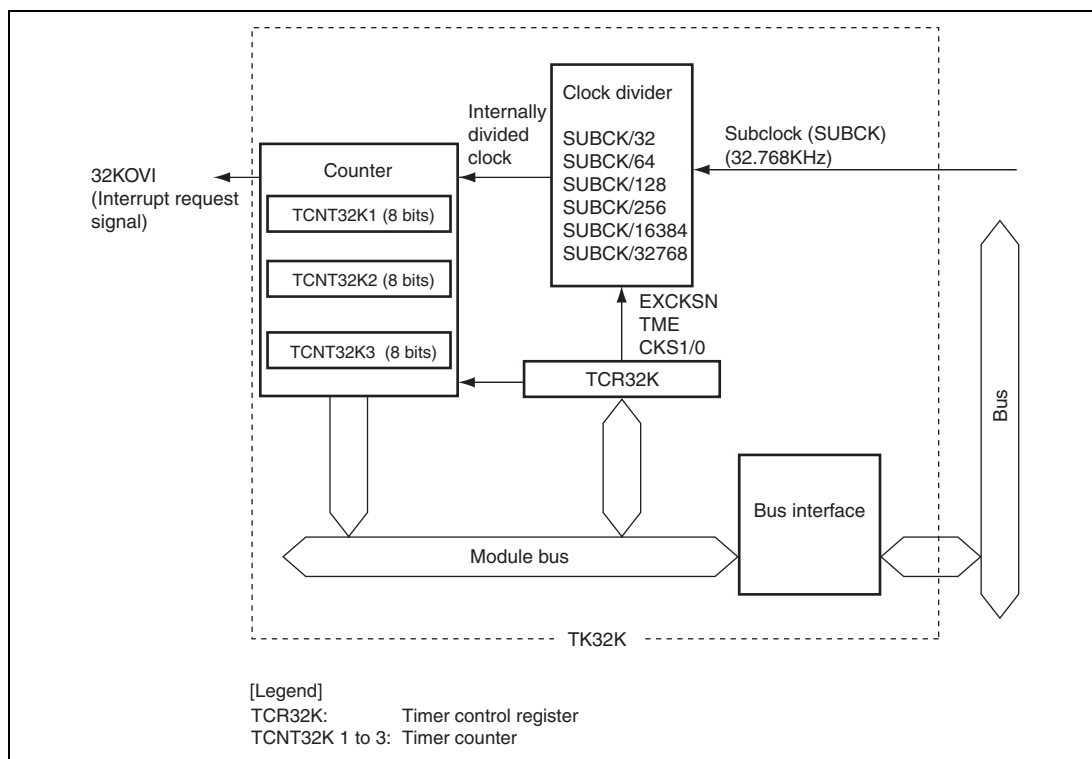 Clock divider
SUBCK/32
SUBCK/64
SUBCK/128
SUBCK/256
SUBCK/16384
SUBCK/32768
Internally
divided
clock
Subclock (SUBCK)
(32.768KHz)
32KOVI
(Interrupt request
signal)
Counter
TCNT32K1 (8 bits)
TCNT32K2 (8 bits)
TCNT32K3 (8 bits)
EXCKSN
TME
CKS1/0
TCR32K
Bus
Bus interface
Module bus
TK32K
[Legend]
TCR32K: Timer control register
TCNT32K 1 to 3: Timer counter